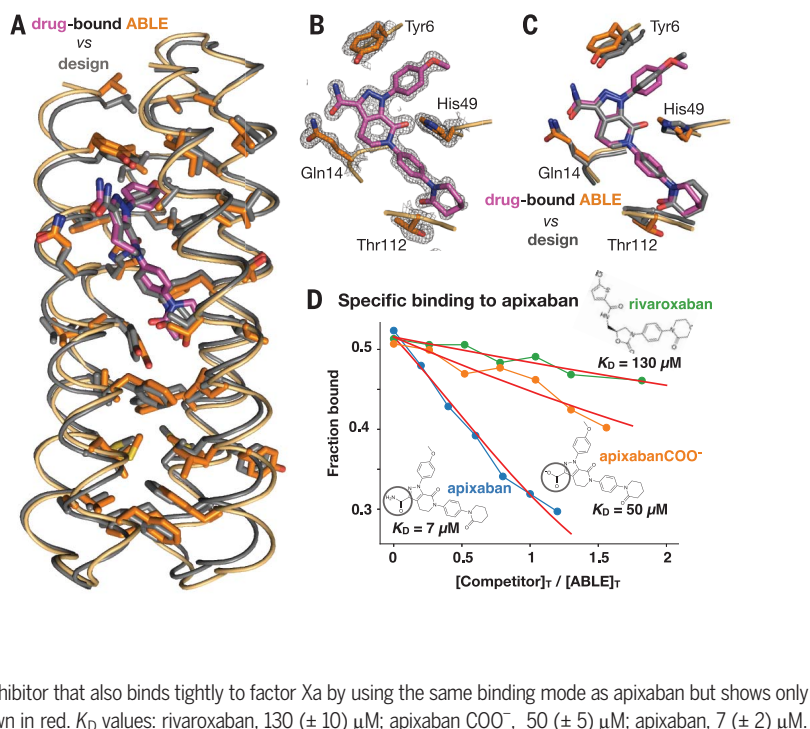 A drug-bound ABLE
vs
design
B
Tyr6
His49
Gln14
Thr112
C
Tyr6
His49
Gln14
drug-bound ABLE
vs
design
Thr112
D Specific binding to apixaban
rivaroxaban
KD = 130 µM
apixabanCOO⁻
KD = 50 µM
apixaban
KD = 7 µM
H₂N
Fraction bound
0.5
0.4
0.3
0 0.5 1 1.5 2
[Competitor]T / [ABLE]T
hibitor that also binds tightly to factor Xa by using the same binding mode as apixaban but shows only
wn in red. KD values: rivaroxaban, 130 (± 10) µM; apixaban COO⁻, 50 (± 5) µM; apixaban, 7 (± 2) µM.